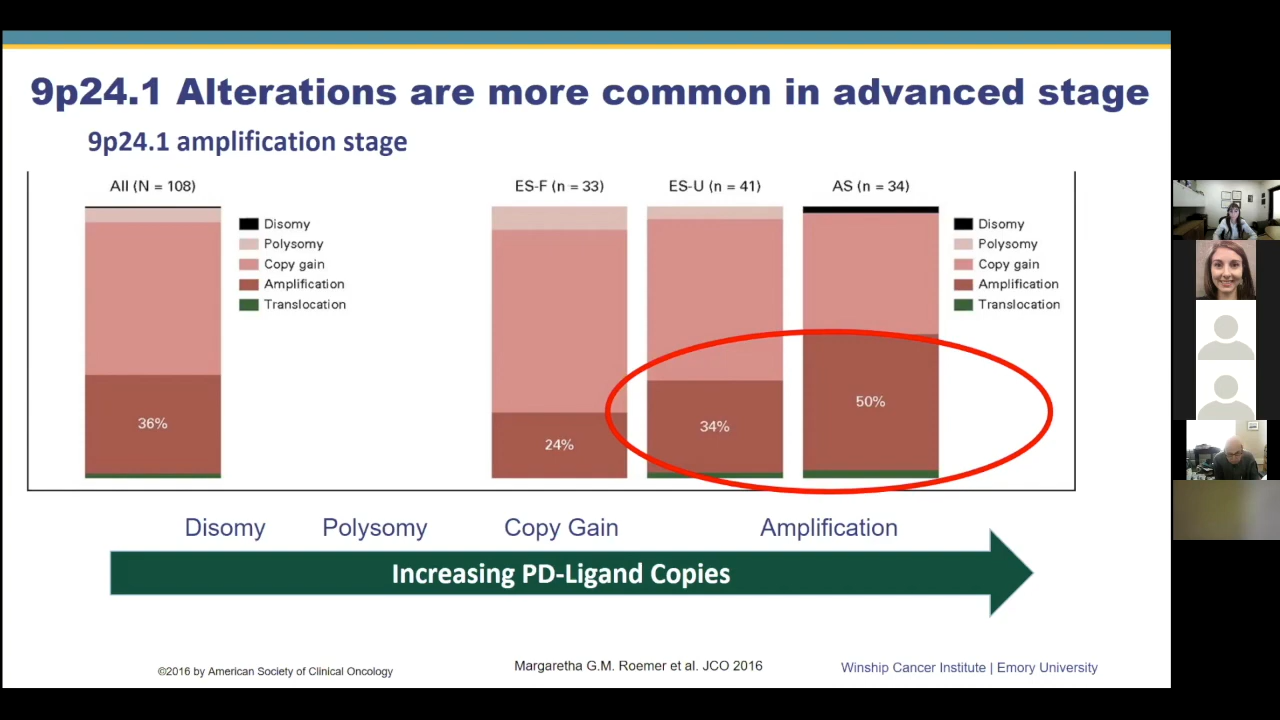 9p24.1 Alterations are more common in advanced stage
9p24.1 amplification stage
All (N = 108)
Disomy
Polysomy
Copy gain
Amplification
Translocation
36%
ES-F (n = 33)
ES-U (n = 41)
AS (n = 34)
Disomy
Polysomy
Copy gain
Amplification
Translocation
24%
34%
50%
Disomy
Polysomy
Copy Gain
Amplification
Increasing PD-Ligand Copies
©2016 by American Society of Clinical Oncology
Margaretha G.M. Roemer et al. JCO 2016
Winship Cancer Institute | Emory University